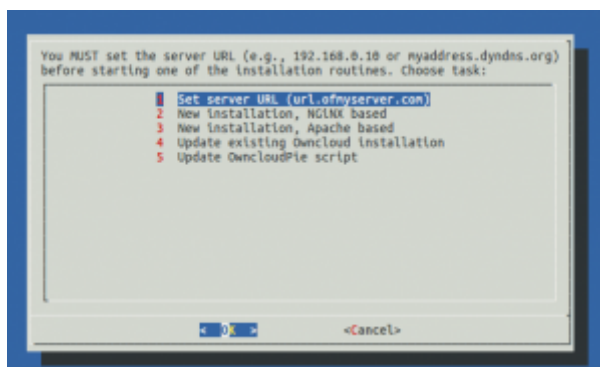 You MUST set the server URL (e.g., 192.168.0.10 or myaddress.dyndns.org)
before starting one of the installation routines. Choose task:
1 Set server URL (url.ofmyserver.com)
2 New installation, NGiNX based
3 New installation, Apache based
4 Update existing Owncloud installation
5 Update OwncloudPie script
< OK > <Cancel>